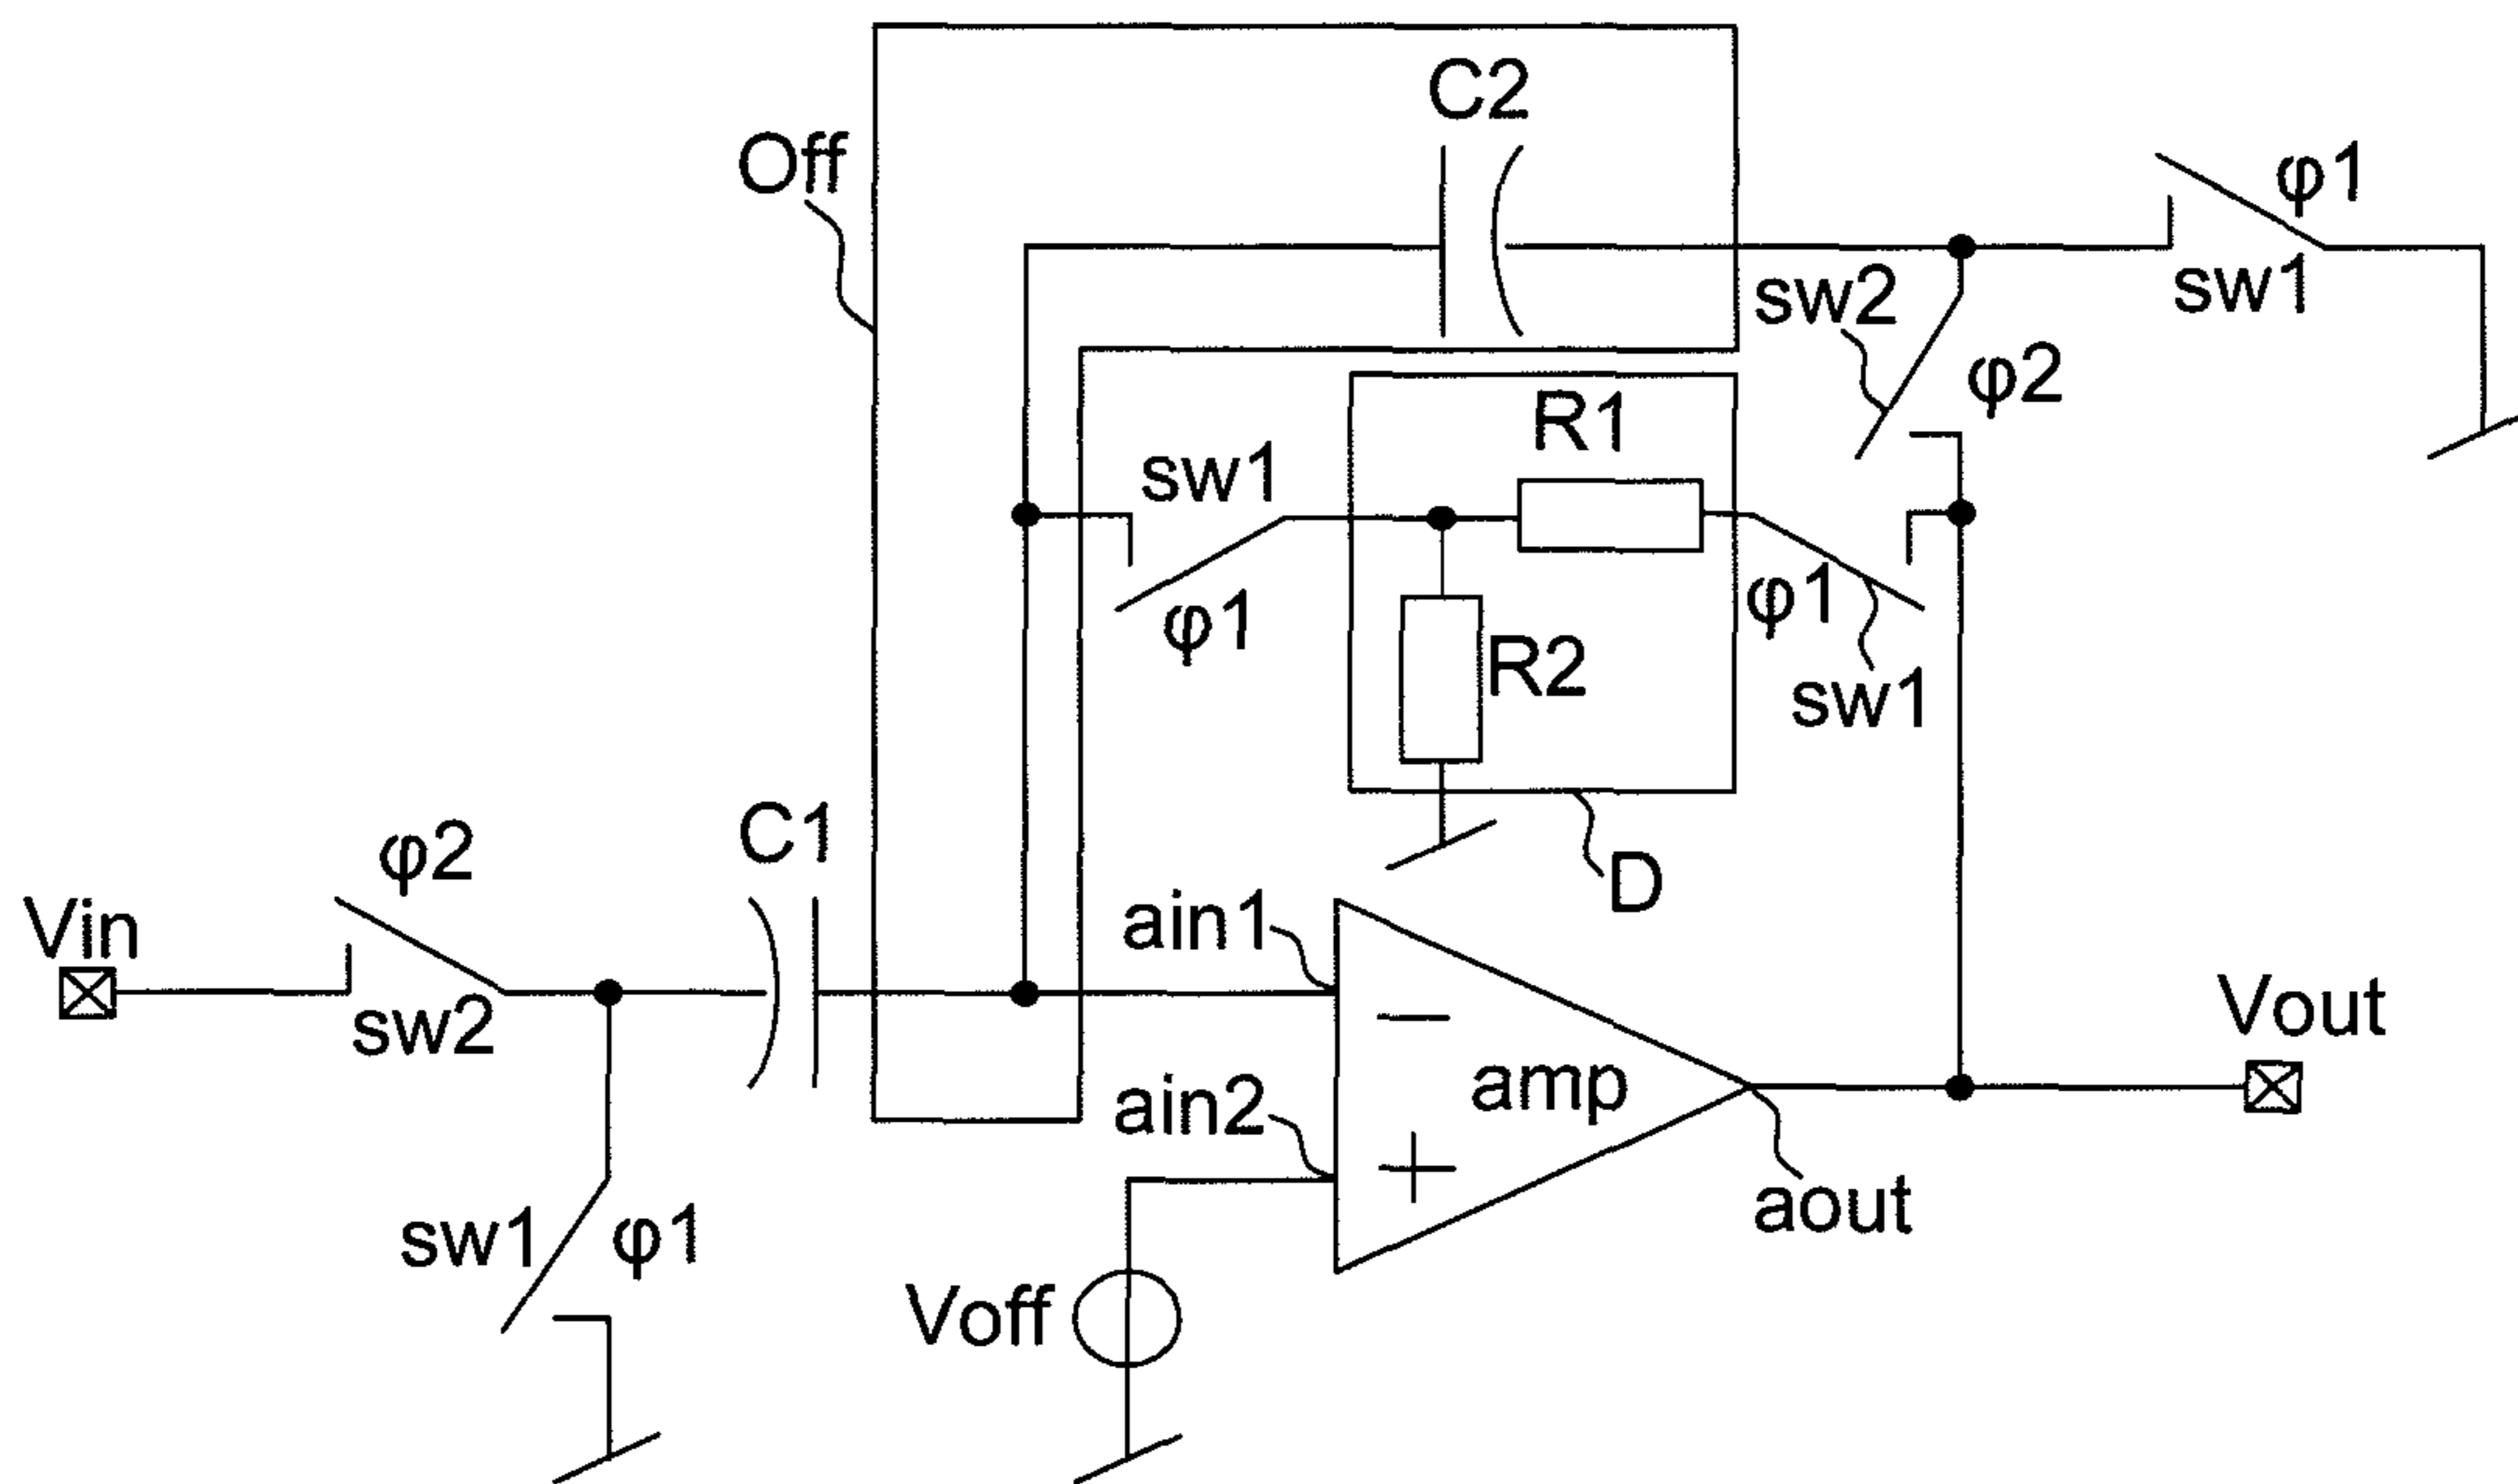 C2
Off
φ1
sw1
sw2
φ2
R1
sw1
φ1
φ1
R2
sw1
C1
φ2
D
Vin
ain1
sw2
Vout
amp
ain2
aout
sw1
φ1
Voff